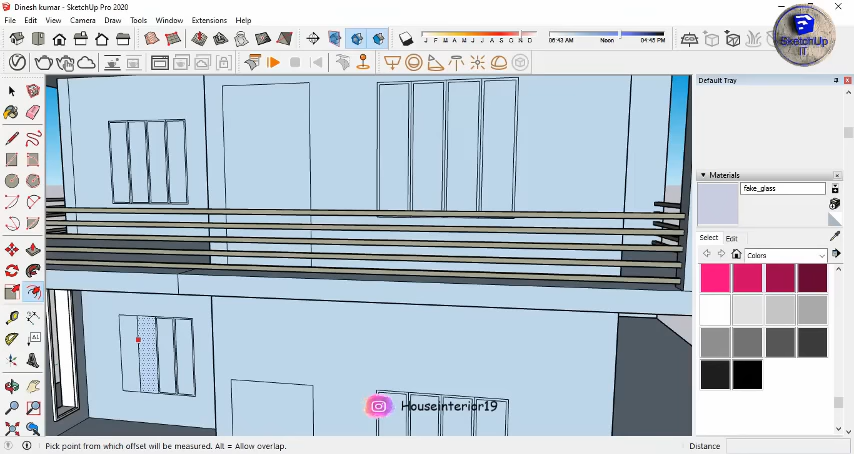 Dinesh kumar - SketchUp Pro 2020
File Edit View Camera Draw Tools Window Extensions Help
J F M A M J J A S O N D
06:43 AM Noon 04:45 PM
SketchUp
IT
Default Tray
Materials
fake_glass
Select Edit
Colors
Houseinterior19
Pick point from which offset will be measured. Alt = Allow overlap.
Distance